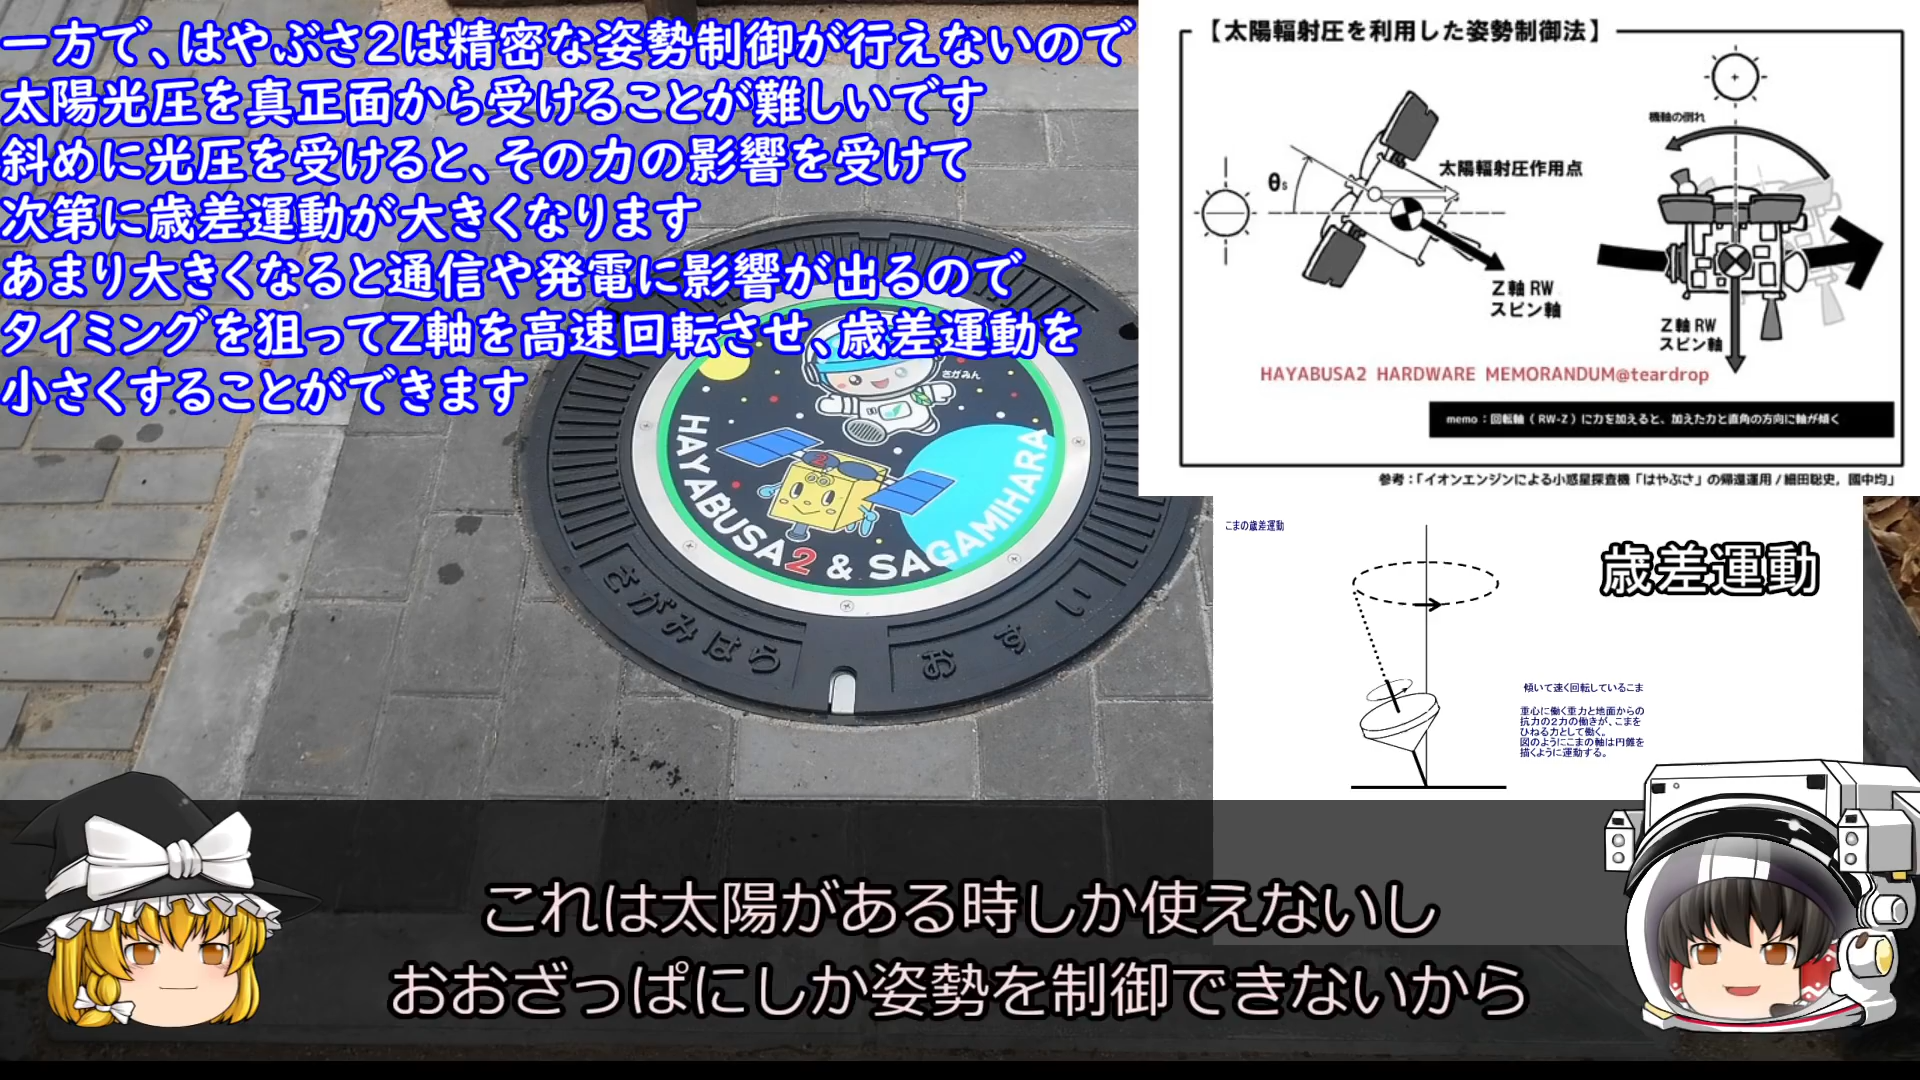 一方で、はやぶさ2は精密な姿勢制御が行えないので
太陽光圧を真正面から受けることが難しいです
斜めに光圧を受けると、その力の影響を受けて
次第に歳差運動が大きくなります
あまり大きくなると通信や発電に影響が出るので
タイミングを狙ってZ軸を高速回転させ、歳差運動を
小さくすることができます
【太陽輻射圧を利用した姿勢制御法】
機軸の倒れ
太陽輻射圧作用点
θs
Z軸 RW
スピン軸
Z軸 RW
スピン軸
HAYABUSA2 HARDWARE MEMORANDUM@teardrop
memo:回転軸(RW-Z)に力を加えると、加えた力と直角の方向に軸が傾く
参考:「イオンエンジンによる小惑星探査機「はやぶさ」の帰還運用 / 細田聡史, 國中均」
さがみん
2
HAYABUSA2 & SAGAMIHARA
さがみはら
おすい
こまの歳差運動
歳差運動
傾いて速く回転しているこま
重心に働く重力と地面からの
抗力の2力の働きが、こまを
ひねる力として働く。
図のようにこまの軸は円錐を
描くように運動する。
これは太陽がある時しか使えないし
おおざっぱにしか姿勢を制御できないから